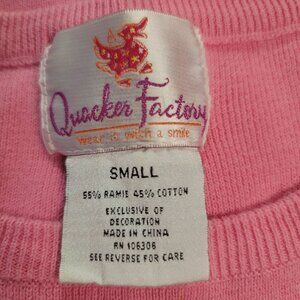 Quacker Factory
wear it with a smile
SMALL
55% RAMIE 45% COTTON
EXCLUSIVE OF
DECORATION
MADE IN CHINA
RN 106306
SEE REVERSE FOR CARE